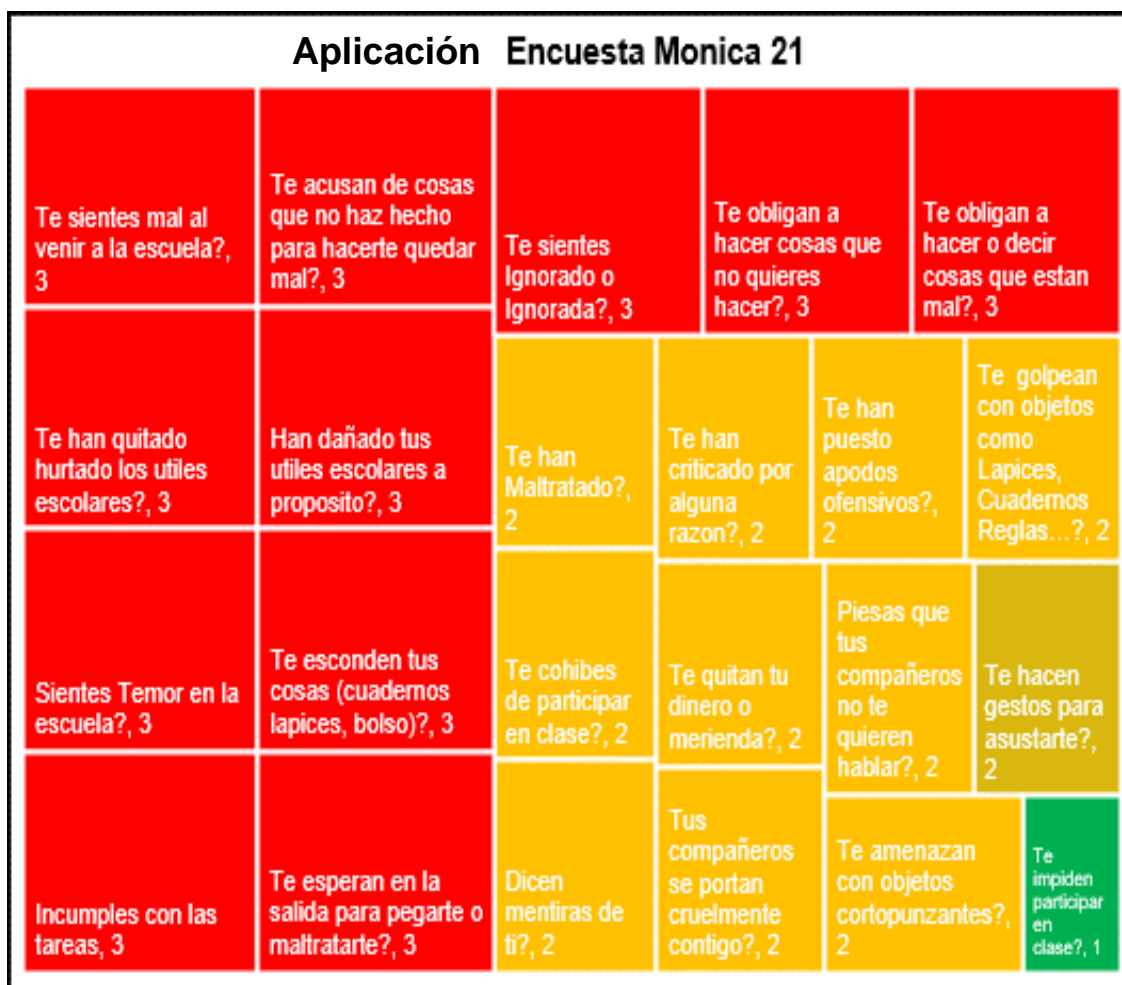 Aplicación Encuesta Monica 21
Te sientes mal al
venir a la escuela?,
3
Te acusan de cosas
que no haz hecho
para hacerte quedar
mal?, 3
Te sientes
Ignorado o
Ignorada?, 3
Te obligan a
hacer cosas que
no quieres
hacer?, 3
Te obligan a
hacer o decir
cosas que estan
mal?, 3
Te han quitado
hurtado los utiles
escolares?, 3
Han dañado tus
utiles escolares a
proposito?, 3
Te han
Maltratado?,
2
Te han
criticado por
alguna
razon?, 2
Te han
puesto
apodos
ofensivos?,
2
Te golpean
con objetos
como
Lapices,
Cuadernos
Reglas...?, 2
Sientes Temor en la
escuela?, 3
Te esconden tus
cosas (cuadernos
lapices, bolso)?, 3
Te cohibes
de participar
en clase?, 2
Te quitan tu
dinero o
merienda?, 2
Piesas que
tus
compañeros
no te
quieren
hablar?, 2
Te hacen
gestos para
asustarte?,
2
Incumples con las
tareas, 3
Te esperan en la
salida para pegarte o
maltratarte?, 3
Dicen
mentiras de
ti?, 2
Tus
compañeros
se portan
cruelmente
contigo?, 2
Te amenazan
con objetos
cortopunzantes?,
2
Te
impiden
participar
en
clase?, 1